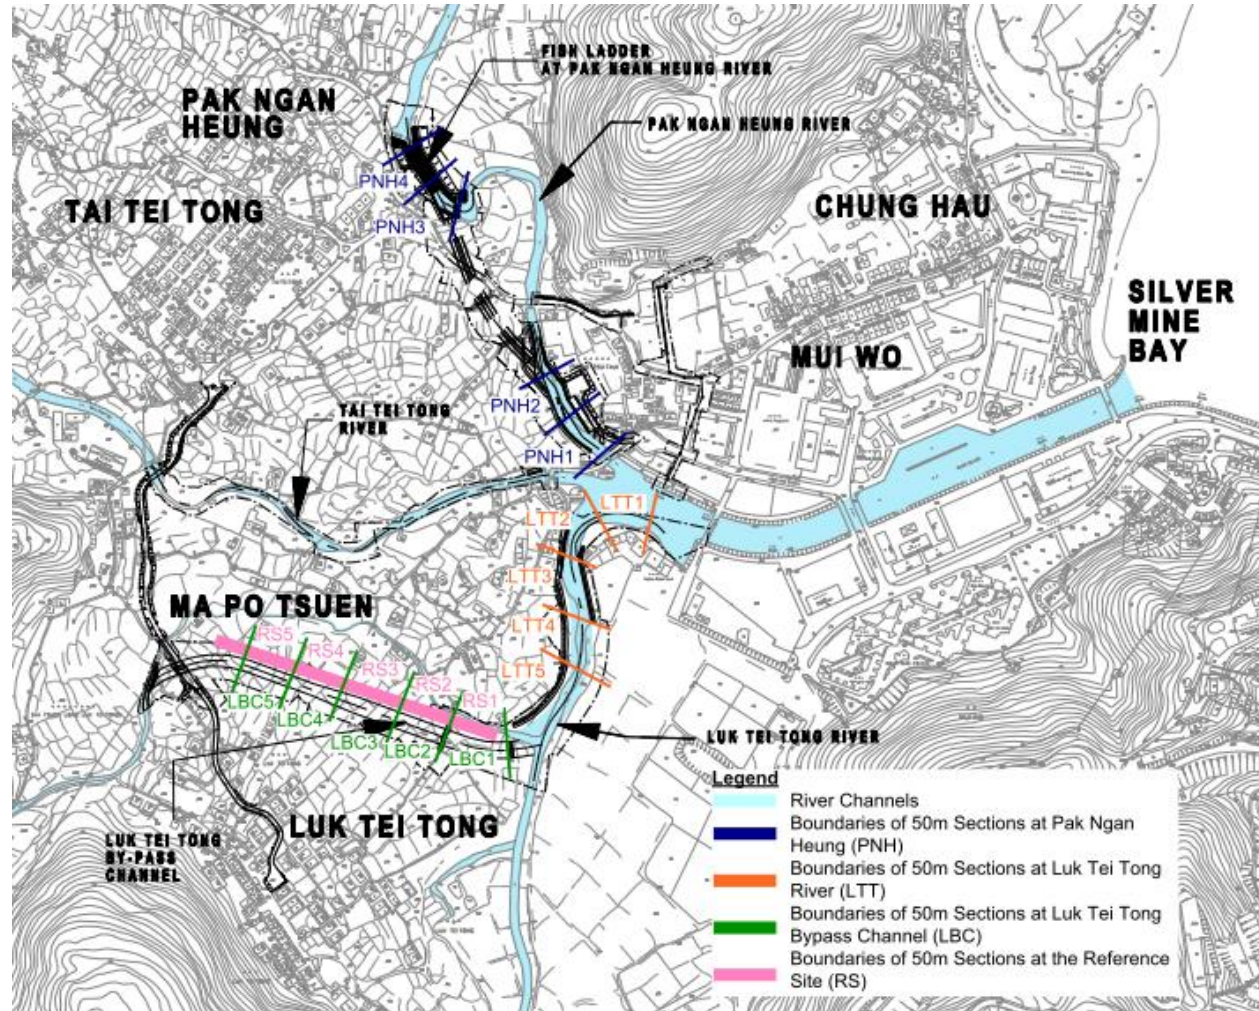 FISH LADDER
AT PAK NGAN HEUNG RIVER
PAK NGAN
HEUNG
PAK NGAN HEUNG RIVER
PNH4
TAI TEI TONG
CHUNG HAU
PNH3
SILVER
MINE
BAY
MUI WO
PNH2
TAI TEI TONG
RIVER
PNH1
LTT1
LTT2
LTT3
MA PO TSUEN
LTT4
RS5
RS4
RS3
LTT5
RS2
RS1
LBC5
LBC4
LBC3
LBC2
LBC1
LUK TEI TONG RIVER
LUK TEI TONG
LUK TEI TONG
BY-PASS
CHANNEL
Legend
River Channels
Boundaries of 50m Sections at Pak Ngan
Heung (PNH)
Boundaries of 50m Sections at Luk Tei Tong
River (LTT)
Boundaries of 50m Sections at Luk Tei Tong
Bypass Channel (LBC)
Boundaries of 50m Sections at the Reference
Site (RS)